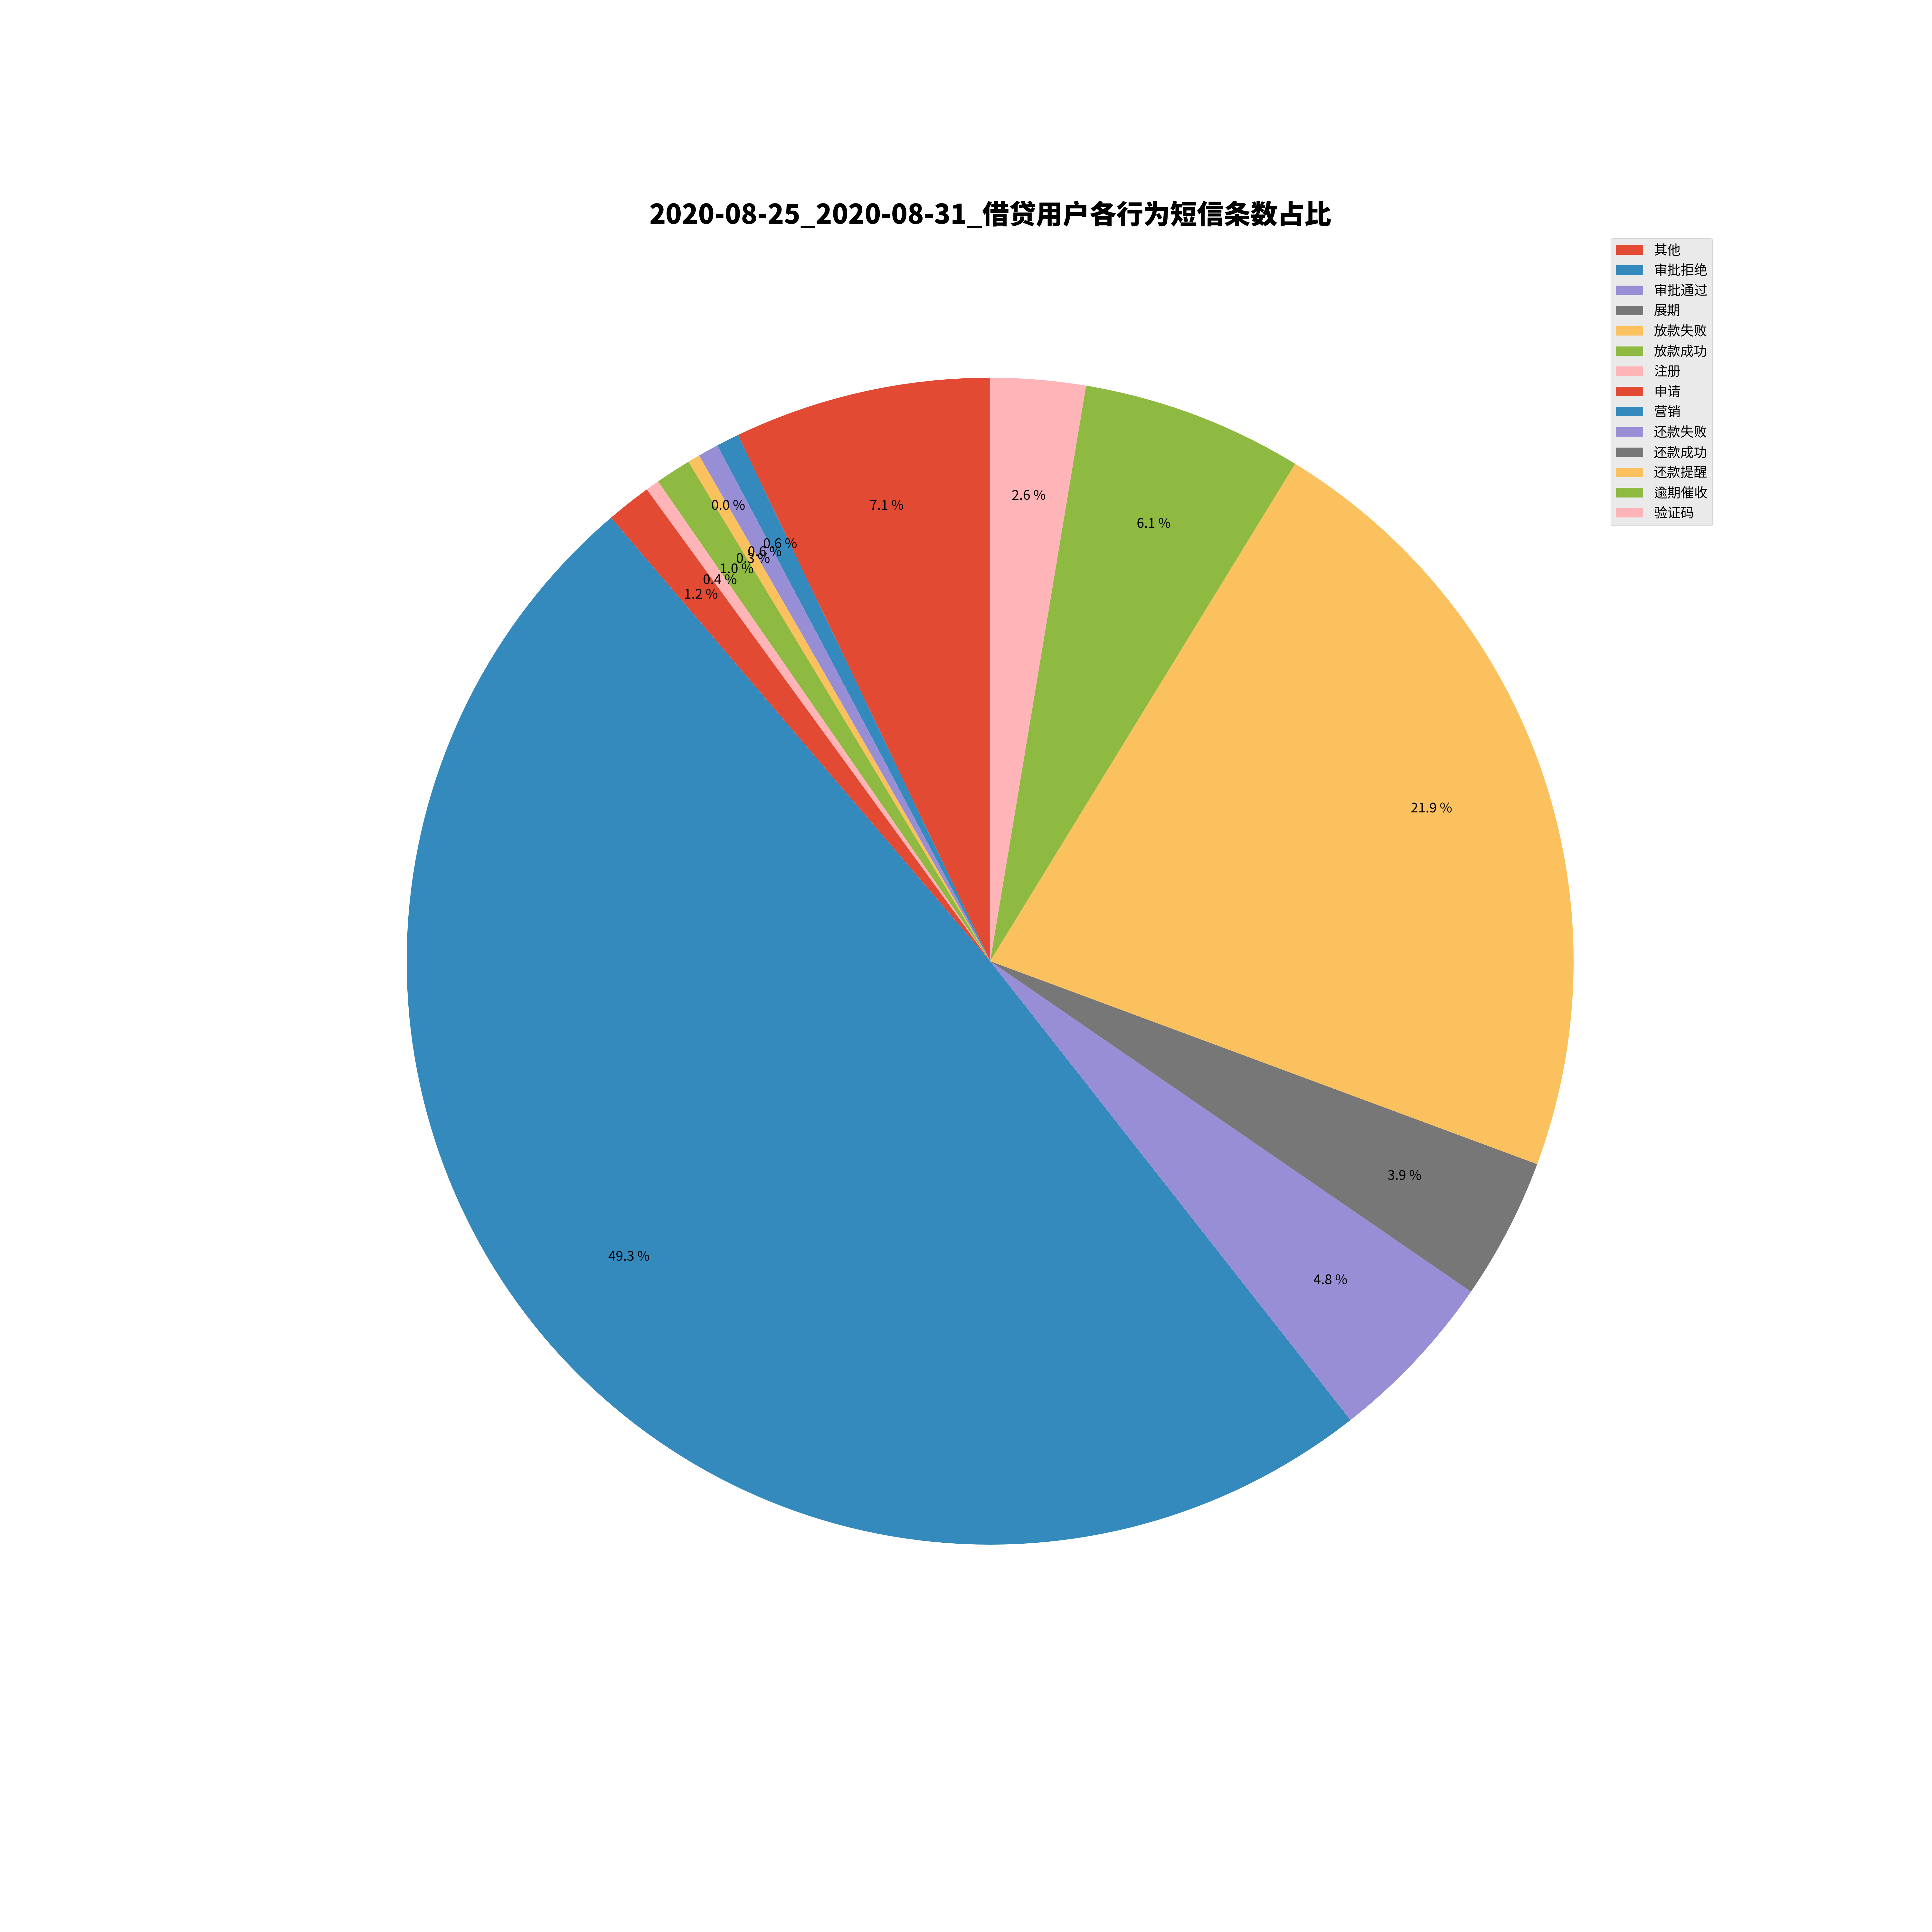 2020-08-25_2020-08-31_借贷用户各行为短信条数占比
其他
审批拒绝
审批通过
展期
放款失败
放款成功
注册
申请
营销
还款失败
还款成功
还款提醒
逾期催收
验证码
2.6 %
7.1 %
0.0 %
6.1 %
0.6 %
0.6 %
0.3 %
1.0 %
0.4 %
1.2 %
21.9 %
3.9 %
49.3 %
4.8 %